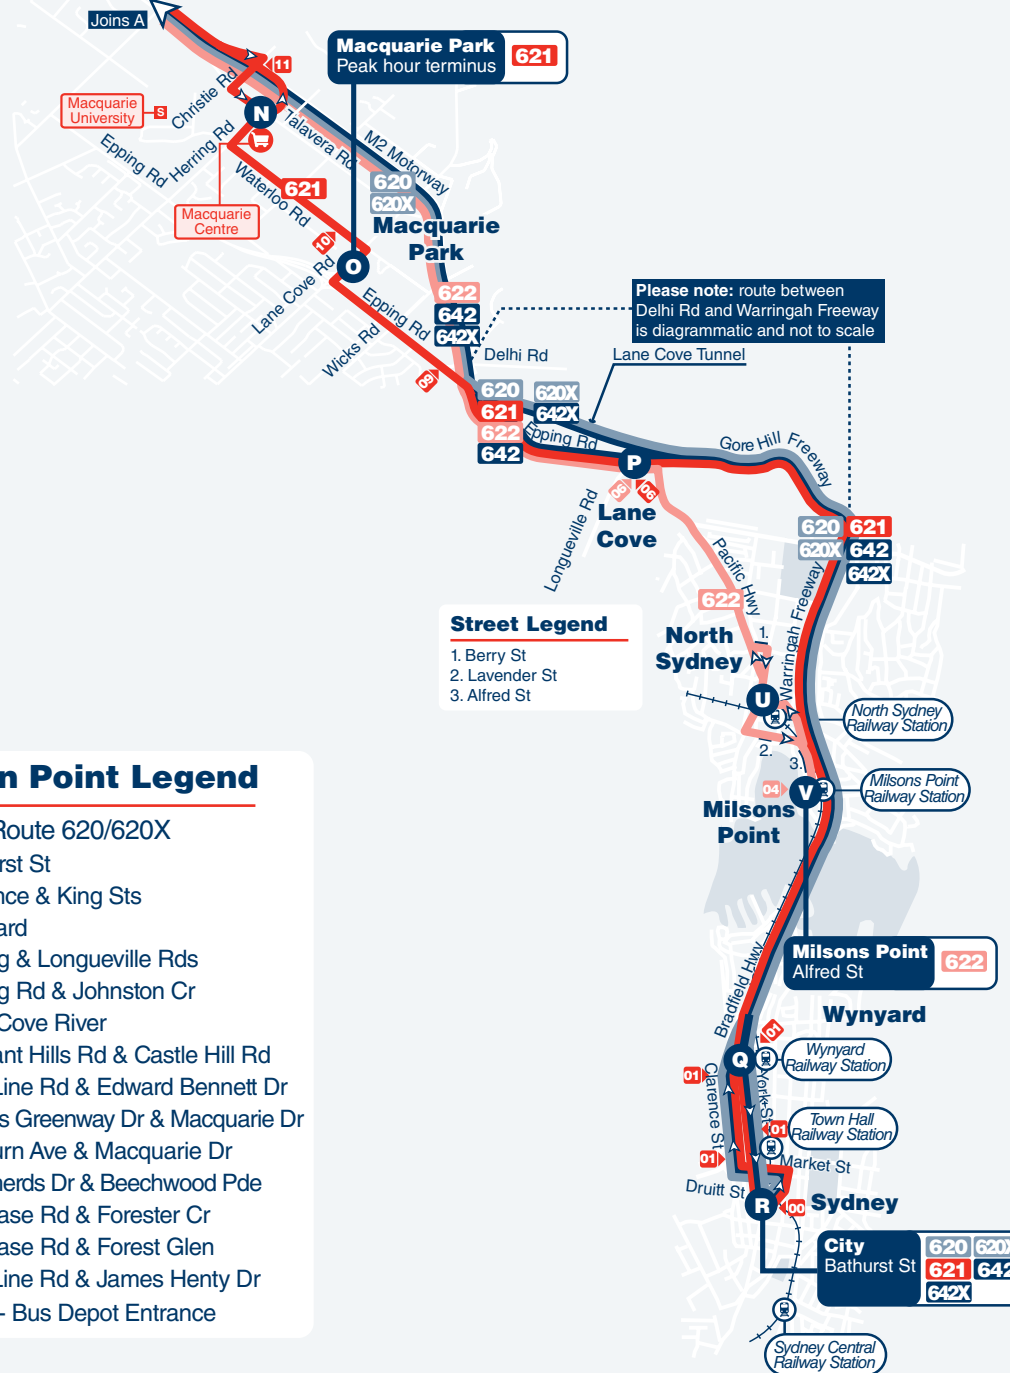 Joins A
Macquarie Park
Peak hour terminus
621
11
Christie Rd
Macquarie
University
S
N
Talavera Rd
M2 Motorway
Epping Rd
Herring Rd
Waterloo Rd
621
620
620X
Macquarie
Centre
Macquarie
Park
10
O
Lane Cove Rd
Epping Rd
Wicks Rd
622
642
642X
Please note: route between
Delhi Rd and Warringah Freeway
is diagrammatic and not to scale
Delhi Rd
Lane Cove Tunnel
620
620X
621
642X
622
642
Epping Rd
Gore Hill Freeway
P
06
06
Longueville Rd
Lane
Cove
620
621
620X
642
642X
Pacific Hwy
622
Warringah Freeway
Street Legend
1. Berry St
2. Lavender St
3. Alfred St
North
Sydney
1.
U
2.
3.
North Sydney
Railway Station
04
V
Milsons Point
Railway Station
Milsons
Point
n Point Legend
Route 620/620X
rst St
nce & King Sts
ard
g & Longueville Rds
g Rd & Johnston Cr
Cove River
ant Hills Rd & Castle Hill Rd
Line Rd & Edward Bennett Dr
s Greenway Dr & Macquarie Dr
urn Ave & Macquarie Dr
herds Dr & Beechwood Pde
ase Rd & Forester Cr
ase Rd & Forest Glen
Line Rd & James Henty Dr
- Bus Depot Entrance
Milsons Point
Alfred St
622
Bradfield Hwy
Wynyard
01
Q
Wynyard
Railway Station
01
Clarence St
York St
01
Town Hall
Railway Station
01
Market St
Druitt St
R
00
Sydney
City
Bathurst St
620
620X
621
642
642X
Sydney Central
Railway Station